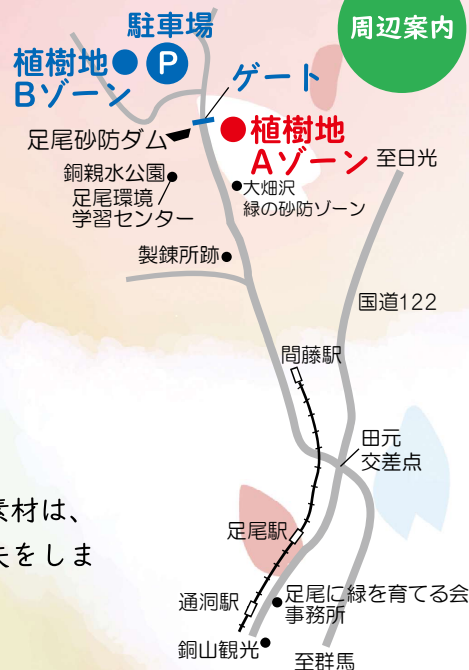 周辺案内
駐車場
P
植樹地
Bゾーン
ゲート
植樹地
Aゾーン
足尾砂防ダム
至日光
銅親水公園
足尾環境
学習センター
大畑沢
緑の砂防ゾーン
製錬所跡
国道122
間藤駅
田元
交差点
素材は、
夫をしま
足尾駅
通洞駅
足尾に緑を育てる会
事務所
銅山観光
至群馬